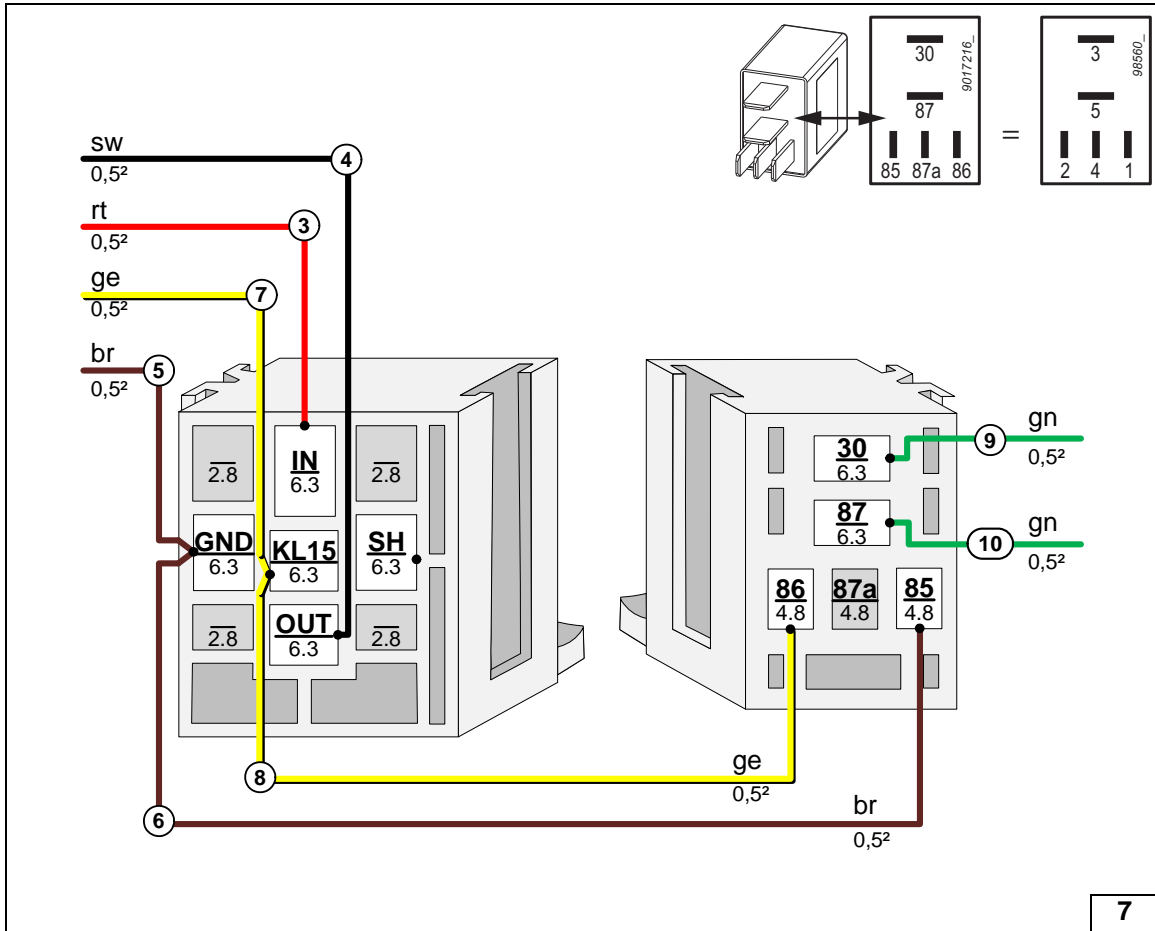 30
87
85 87a 86
9017216_
=
3
5
2 4 1
98560_
sw
0,5²
4
rt
0,5²
3
ge
0,5²
7
br
0,5²
5
2.8
IN
6.3
2.8
GND
6.3
KL15
6.3
SH
6.3
2.8
OUT
6.3
2.8
30
6.3
9
gn
0,5²
87
6.3
10
gn
0,5²
86
4.8
87a
4.8
85
4.8
8
ge
0,5²
6
br
0,5²
7